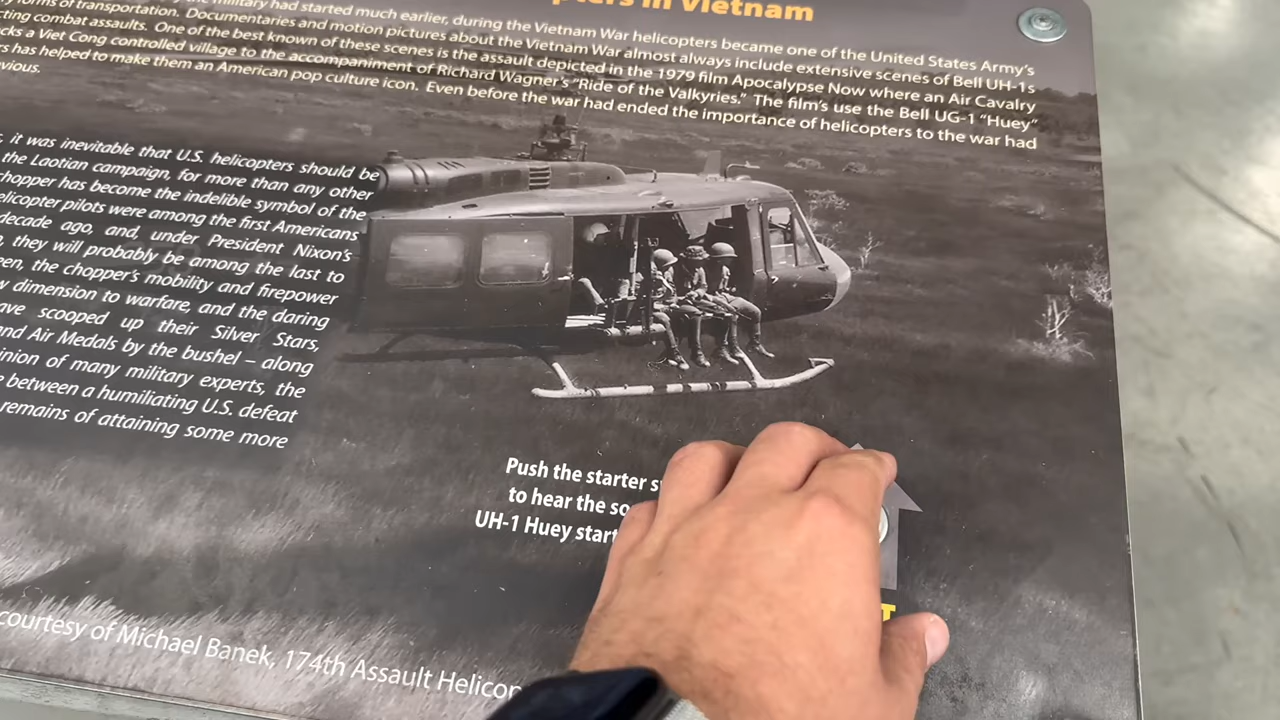 pters in Vietnam
forms of transportation. Documentaries and motion pictures about the Vietnam War almost always include extensive scenes of Bell UH-1s
military had started much earlier, during the Vietnam War helicopters became one of the United States Army's
cting combat assaults. One of the best known of these scenes is the assault depicted in the 1979 film Apocalypse Now where an Air Cavalry
cks a Viet Cong controlled village to the accompaniment of Richard Wagner's "Ride of the Valkyries." The film's use the Bell UG-1 "Huey"
rs has helped to make them an American pop culture icon. Even before the war had ended the importance of helicopters to the war had
vious.
it was inevitable that U.S. helicopters should be
the Laotian campaign, for more than any other
chopper has become the indelible symbol of the
elicopter pilots were among the first Americans
decade ago, and, under President Nixon's
they will probably be among the last to
een, the chopper's mobility and firepower
dimension to warfare, and the daring
ave scooped up their Silver Stars,
and Air Medals by the bushel – along
inion of many military experts, the
between a humiliating U.S. defeat
remains of attaining some more
Push the starter s
to hear the so
UH-1 Huey start
T
courtesy of Michael Banek, 174th Assault Helicop